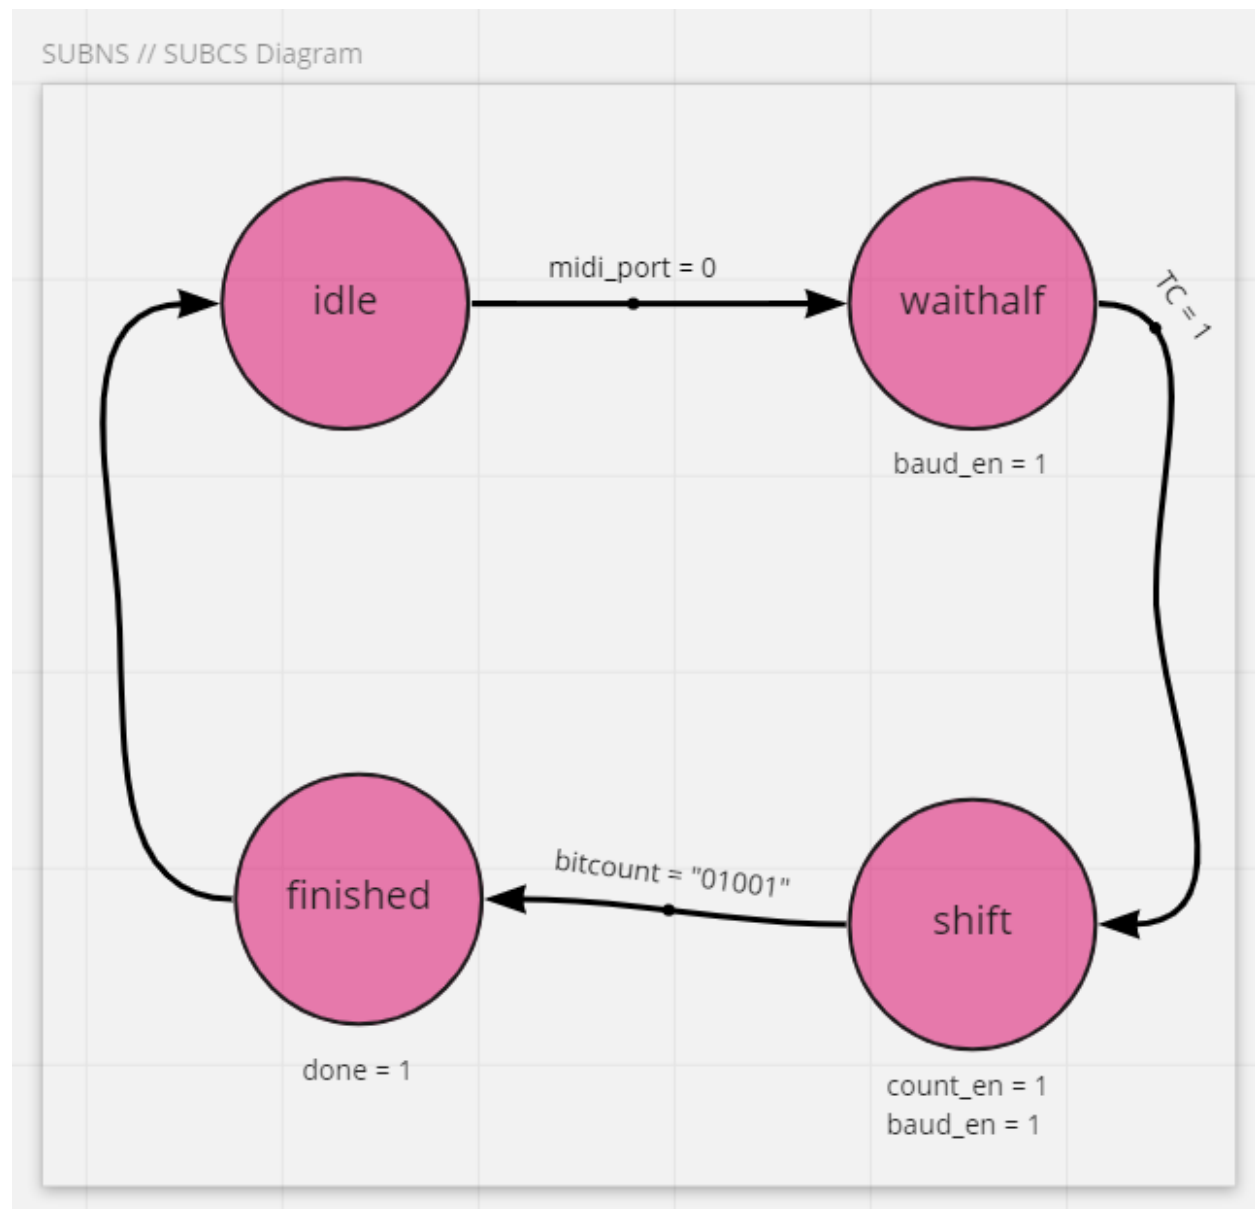 SUBNS // SUBCS Diagram
midi_port = 0
idle
waithalf
TC = 1
baud_en = 1
bitcount = "01001"
finished
shift
done = 1
count_en = 1
baud_en = 1